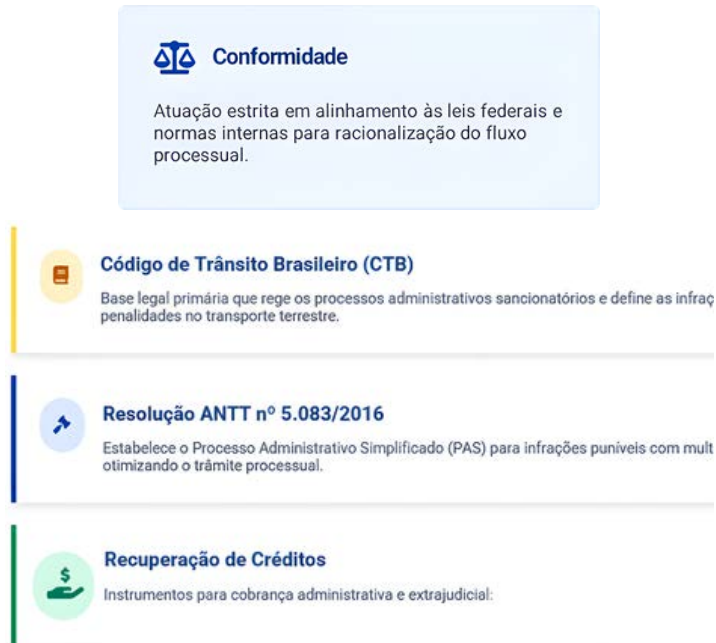 Conformidade
Atuação estrita em alinhamento às leis federais e
normas internas para racionalização do fluxo
processual.
Código de Trânsito Brasileiro (CTB)
Base legal primária que rege os processos administrativos sancionatórios e define as infraç
penalidades no transporte terrestre.
Resolução ANTT nº 5.083/2016
Estabelece o Processo Administrativo Simplificado (PAS) para infrações puníveis com mult
otimizando o trâmite processual.
Recuperação de Créditos
Instrumentos para cobrança administrativa e extrajudicial: